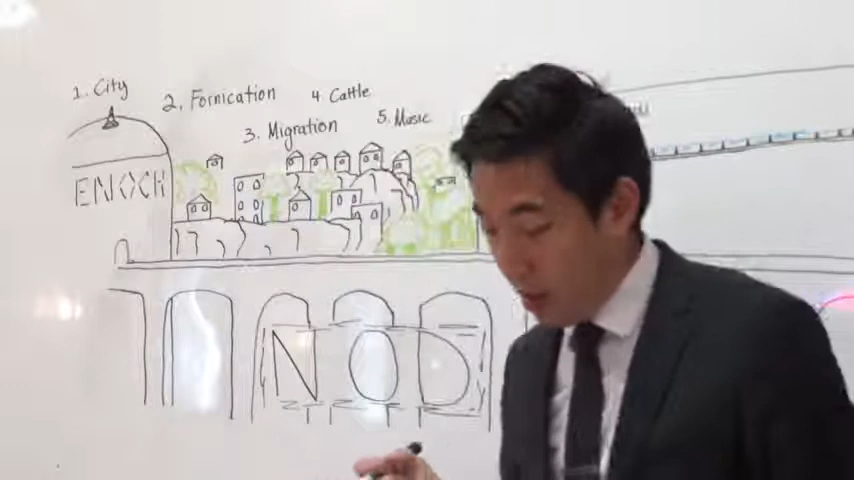 1. City
2. Fornication
4. Cattle
3. Migration
5. Music
ENOCH
NOD